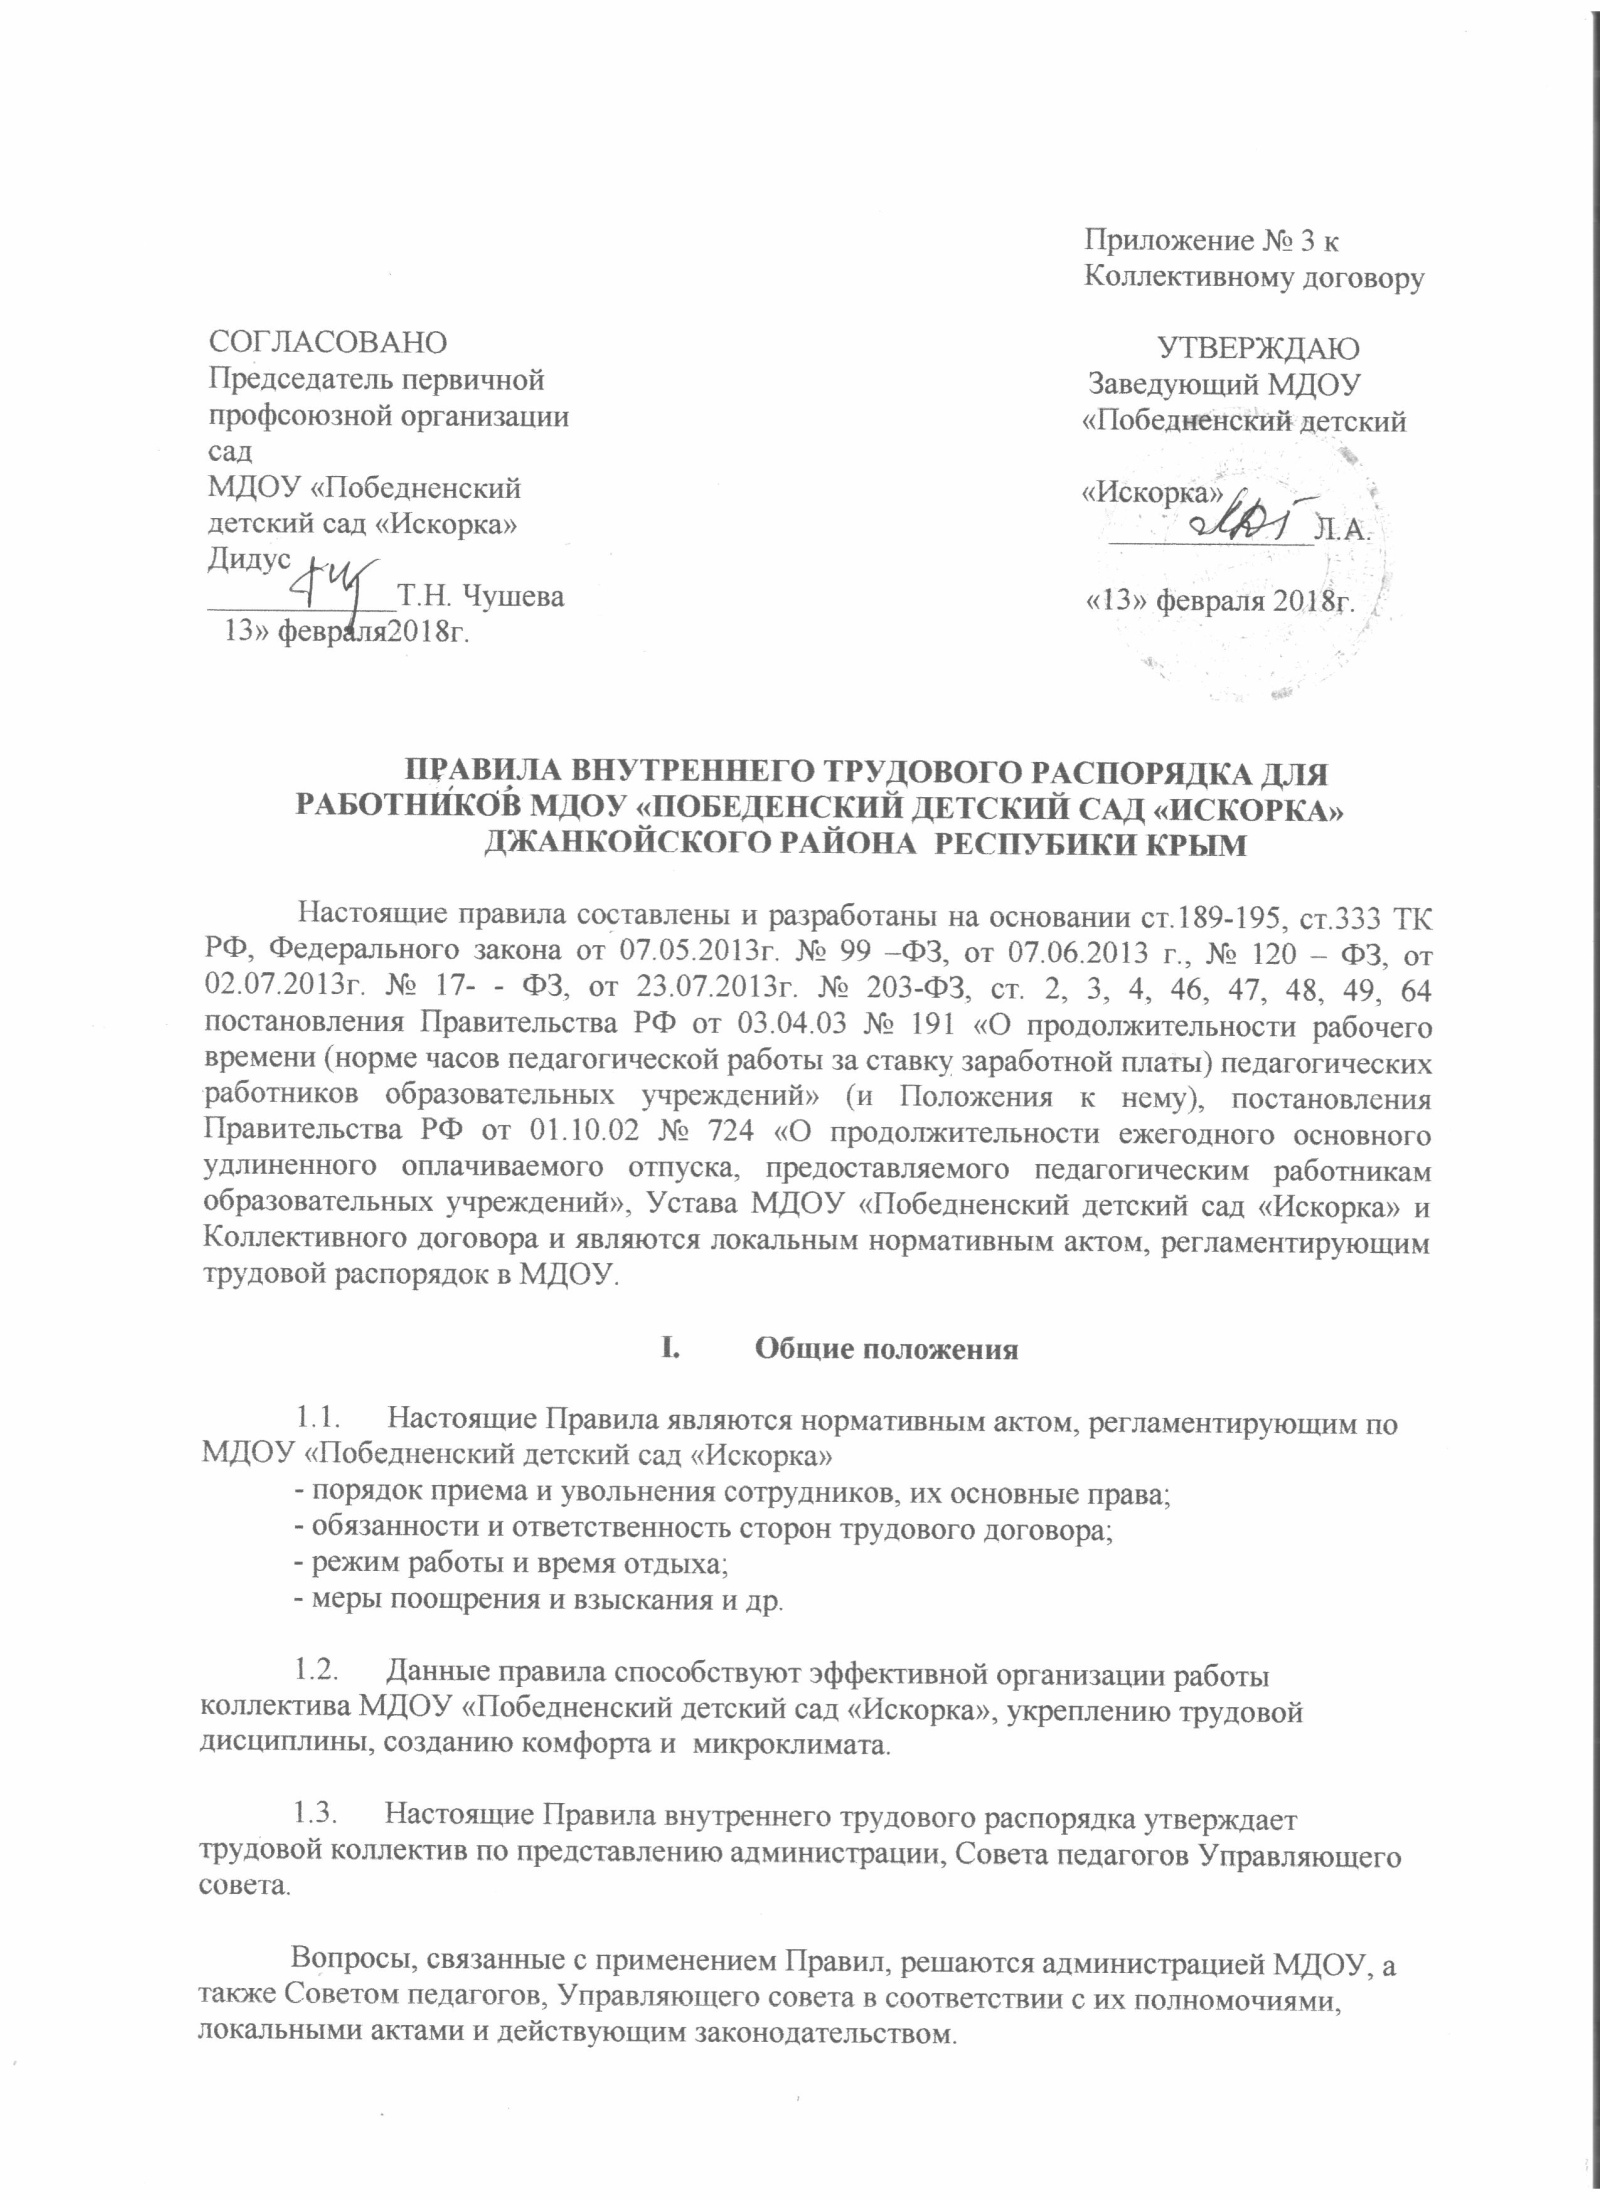 Приложение № 3 к
Коллективному договору
СОГЛАСОВАНО
Председатель первичной
профсоюзной организации
сад
МДОУ «Победненский
детский сад «Искорка»
Дидус
____________Т.Н. Чушева
13» февраля2018г.
УТВЕРЖДАЮ
Заведующий МДОУ
«Победненский детский
«Искорка»
_____________Л.А.
«13» февраля 2018г.
ПРАВИЛА ВНУТРЕННЕГО ТРУДОВОГО РАСПОРЯДКА ДЛЯ
РАБОТНИКОВ МДОУ «ПОБЕДЕНСКИЙ ДЕТСКИЙ САД «ИСКОРКА»
ДЖАНКОЙСКОГО РАЙОНА РЕСПУБИКИ КРЫМ
Настоящие правила составлены и разработаны на основании ст.189-195, ст.333 ТК
РФ, Федерального закона от 07.05.2013г. № 99 –ФЗ, от 07.06.2013 г., № 120 – ФЗ, от
02.07.2013г. № 17- - ФЗ, от 23.07.2013г. № 203-ФЗ, ст. 2, 3, 4, 46, 47, 48, 49, 64
постановления Правительства РФ от 03.04.03 № 191 «О продолжительности рабочего
времени (норме часов педагогической работы за ставку заработной платы) педагогических
работников образовательных учреждений» (и Положения к нему), постановления
Правительства РФ от 01.10.02 № 724 «О продолжительности ежегодного основного
удлиненного оплачиваемого отпуска, предоставляемого педагогическим работникам
образовательных учреждений», Устава МДОУ «Победненский детский сад «Искорка» и
Коллективного договора и являются локальным нормативным актом, регламентирующим
трудовой распорядок в МДОУ.
I. Общие положения
1.1. Настоящие Правила являются нормативным актом, регламентирующим по
МДОУ «Победненский детский сад «Искорка»
- порядок приема и увольнения сотрудников, их основные права;
- обязанности и ответственность сторон трудового договора;
- режим работы и время отдыха;
- меры поощрения и взыскания и др.
1.2. Данные правила способствуют эффективной организации работы
коллектива МДОУ «Победненский детский сад «Искорка», укреплению трудовой
дисциплины, созданию комфорта и микроклимата.
1.3. Настоящие Правила внутреннего трудового распорядка утверждает
трудовой коллектив по представлению администрации, Совета педагогов Управляющего
совета.
Вопросы, связанные с применением Правил, решаются администрацией МДОУ, а
также Советом педагогов, Управляющего совета в соответствии с их полномочиями,
локальными актами и действующим законодательством.